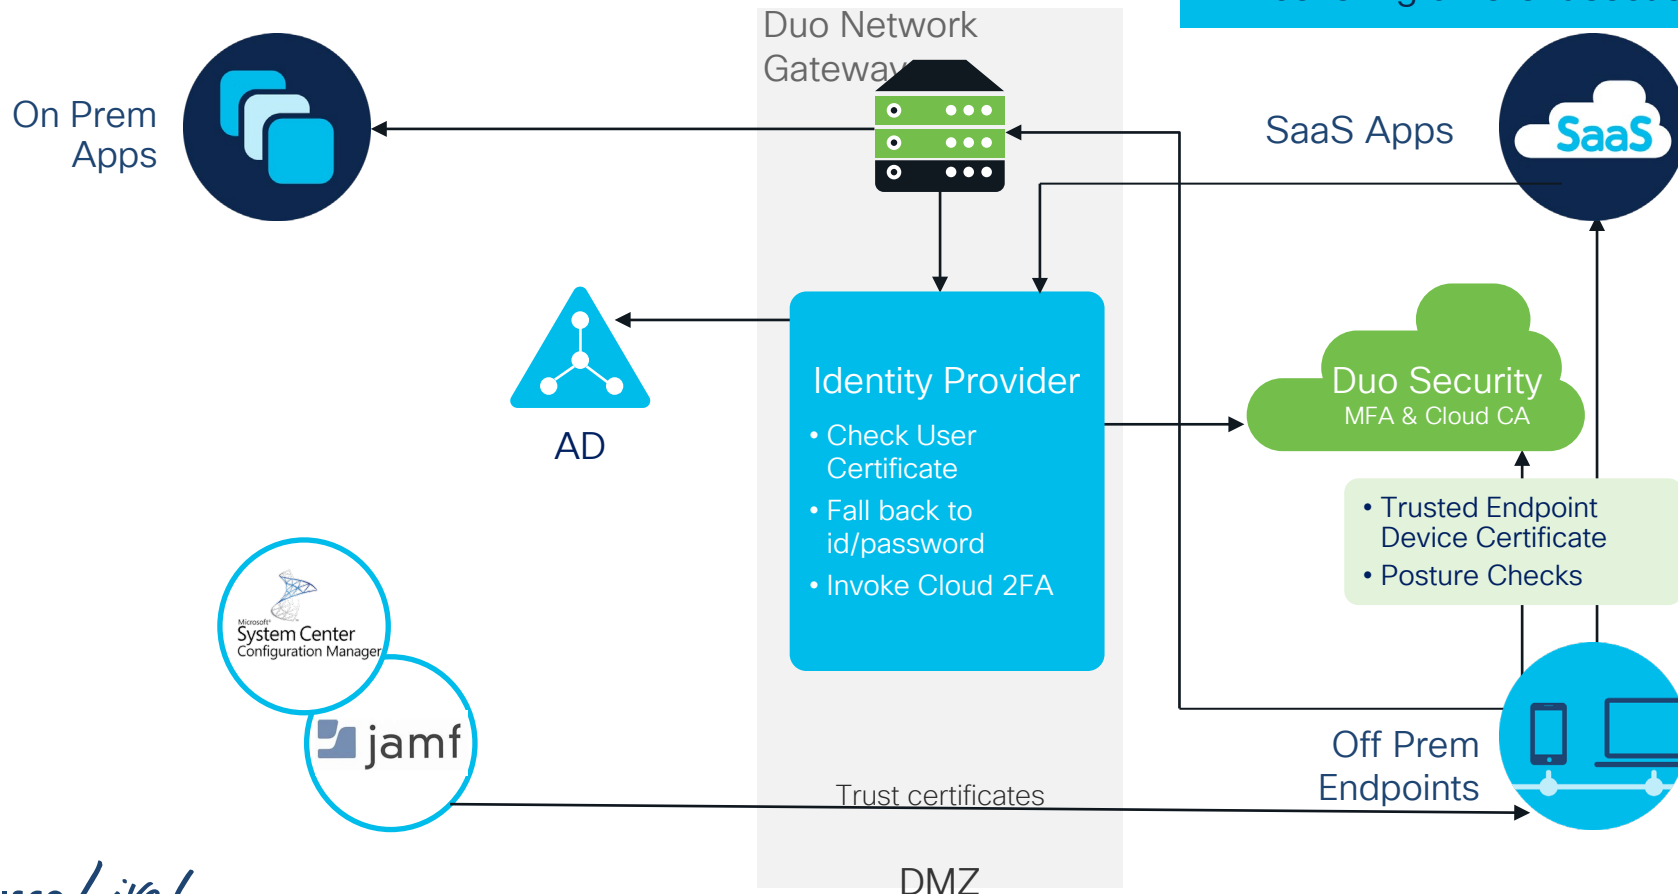 Duo Network
Gateway
On Prem
Apps
SaaS Apps
SaaS
Identity Provider
• Check User
Certificate
• Fall back to
id/password
• Invoke Cloud 2FA
AD
Duo Security
MFA & Cloud CA
• Trusted Endpoint
Device Certificate
• Posture Checks
Microsoft®
System Center
Configuration Manager
jamf
Off Prem
Endpoints
Trust certificates
DMZ
Live!